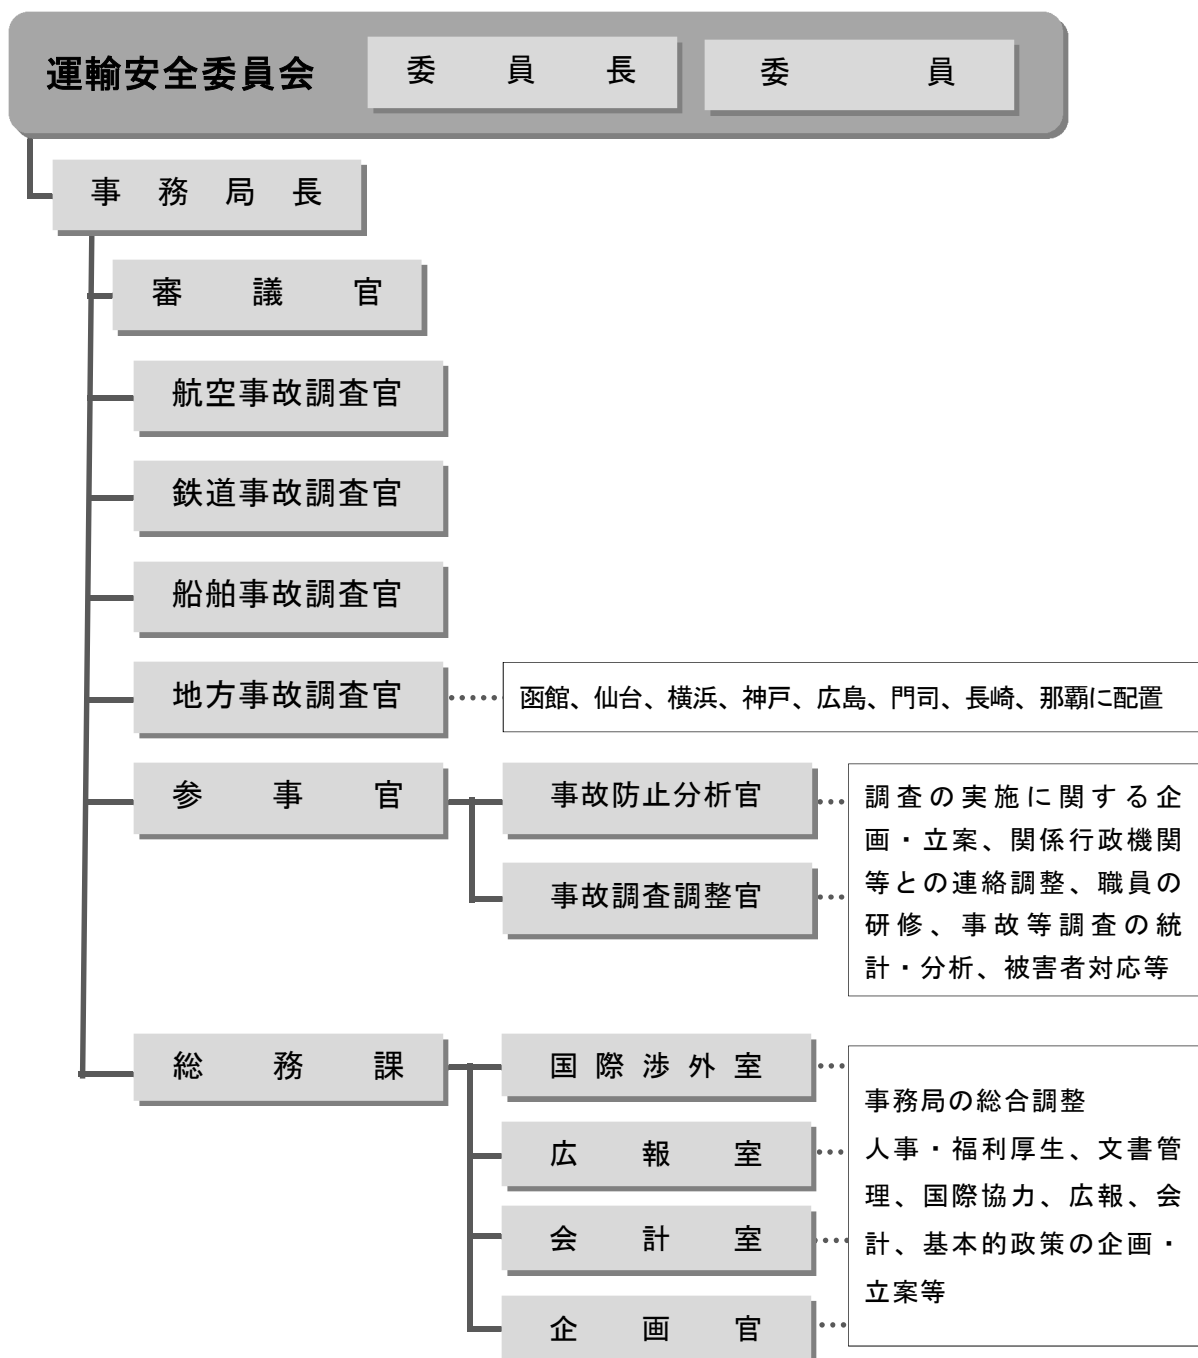 運輸安全委員会
委員長
委員
事務局長
審議官
航空事故調査官
鉄道事故調査官
船舶事故調査官
地方事故調査官
函館、仙台、横浜、神戸、広島、門司、長崎、那覇に配置
参事官
事故防止分析官
事故調査調整官
調査の実施に関する企
画・立案、関係行政機関
等との連絡調整、職員の
研修、事故等調査の統
計・分析、被害者対応等
総務課
国際渉外室
広報室
会計室
企画官
事務局の総合調整
人事・福利厚生、文書管
理、国際協力、広報、会
計、基本的政策の企画・
立案等